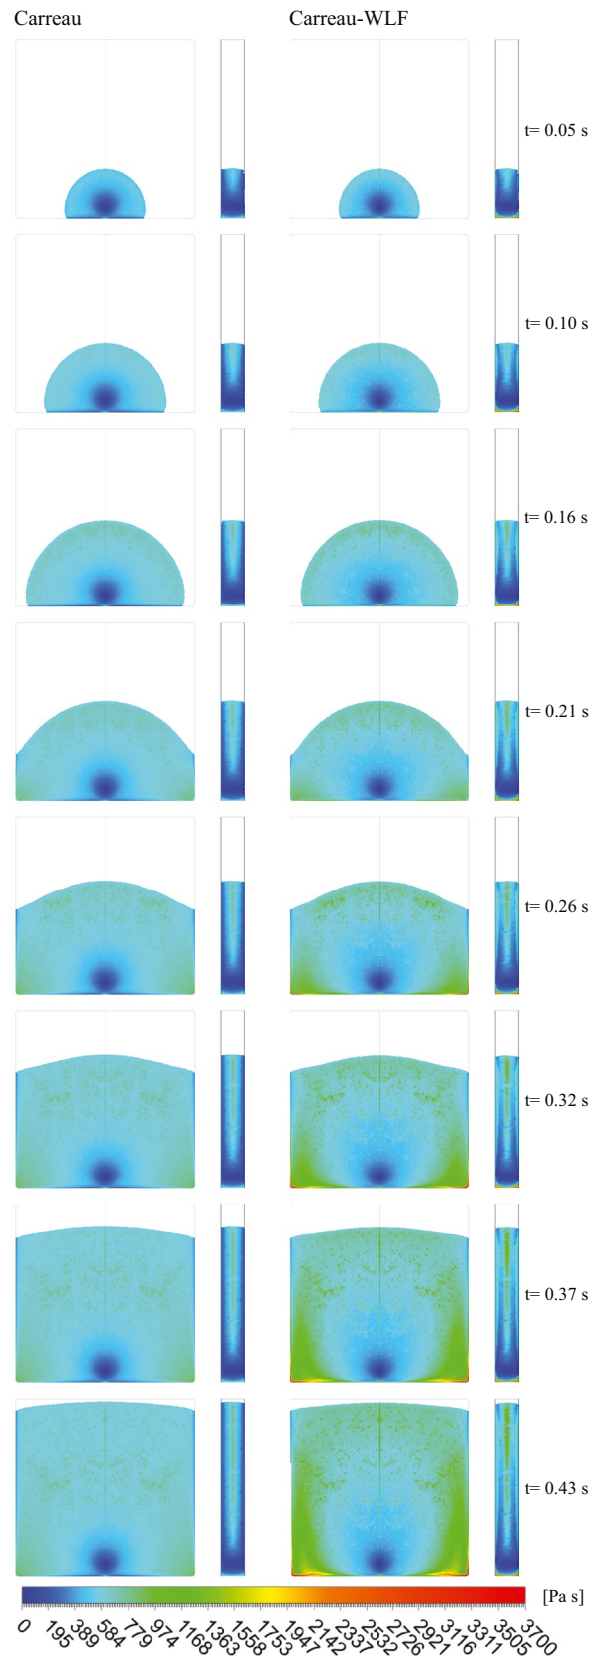 Carreau Carreau-WLF
t= 0.05 s
t= 0.10 s
t= 0.16 s
t= 0.21 s
t= 0.26 s
t= 0.32 s
t= 0.37 s
t= 0.43 s
[Pa s]
0 195 389 584 779 974 1168 1363 1558 1753 1947 2142 2337 2532 2726 2921 3116 3311 3505 3700